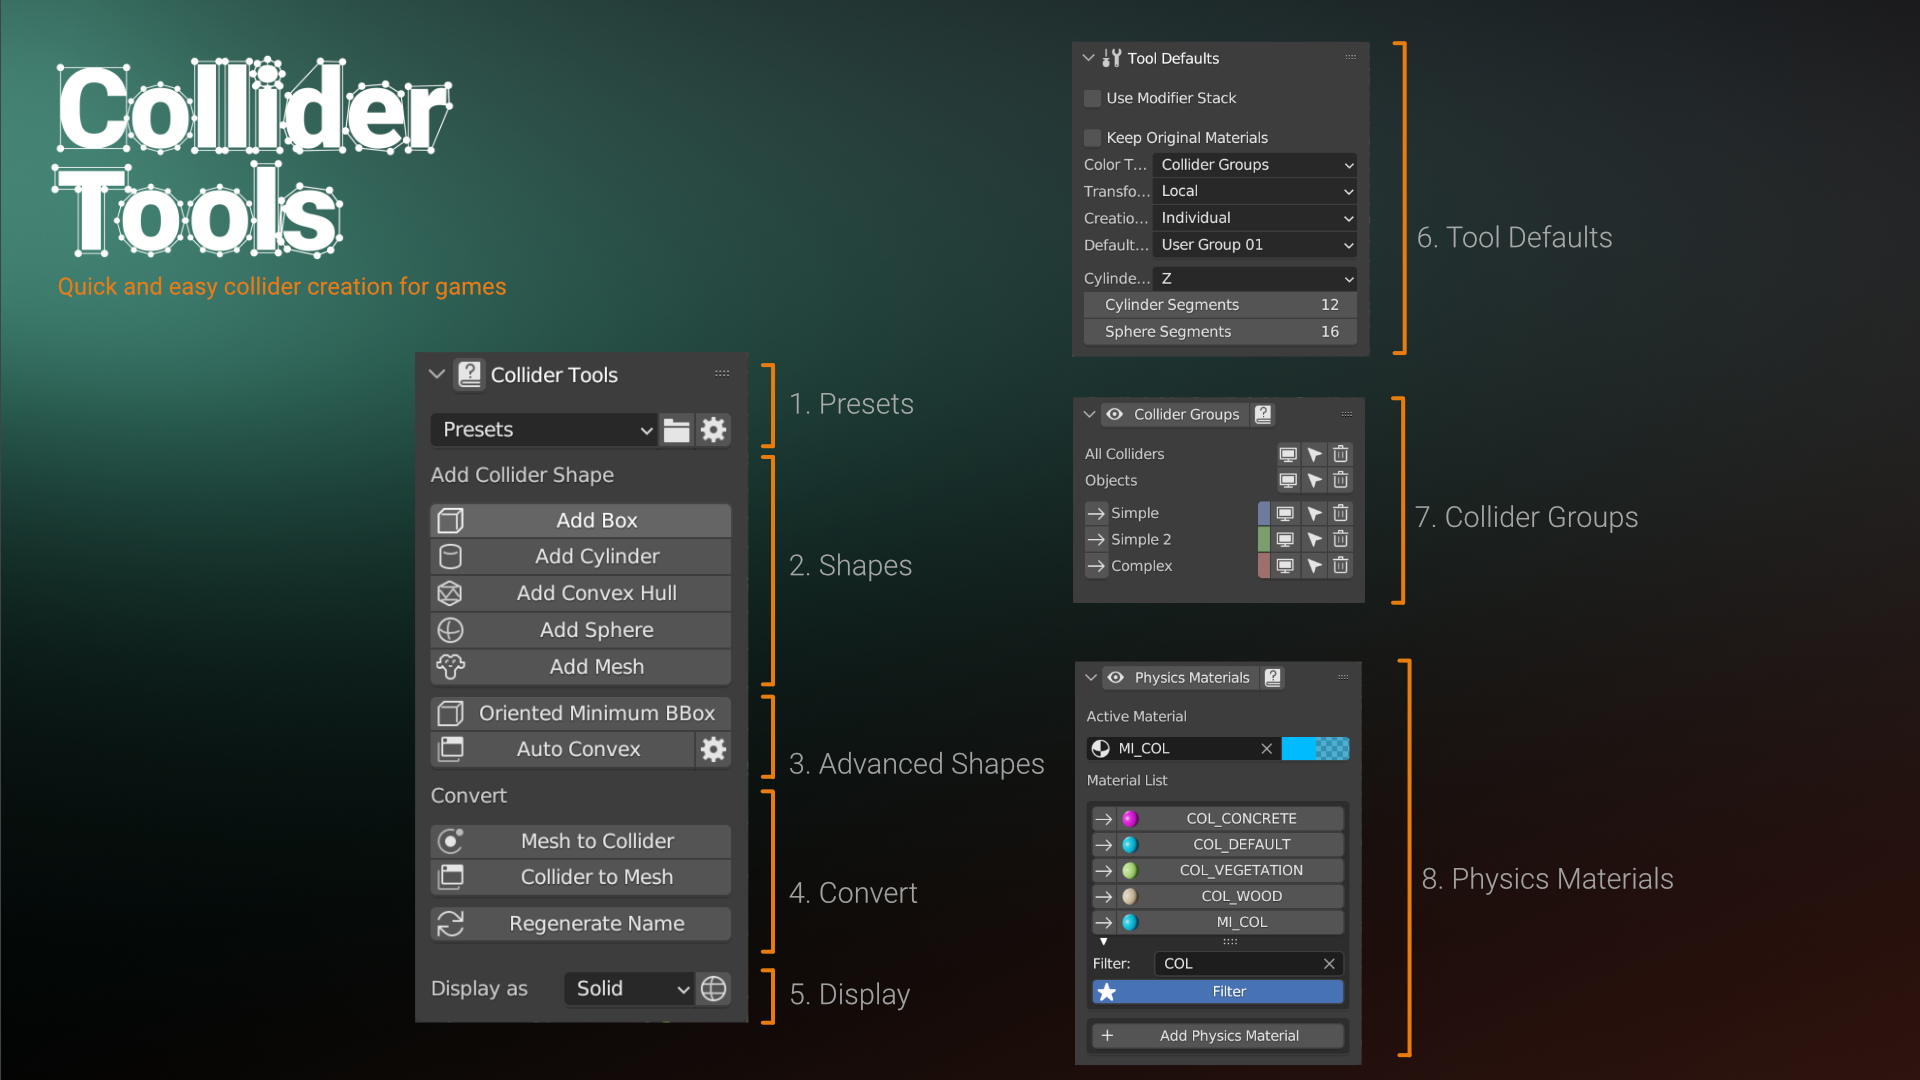 Collider
Tools
Quick and easy collider creation for games
Collider Tools
Presets
Add Collider Shape
Add Box
Add Cylinder
Add Convex Hull
Add Sphere
Add Mesh
Oriented Minimum BBox
Auto Convex
Convert
Mesh to Collider
Collider to Mesh
Regenerate Name
Display as Solid
1. Presets
2. Shapes
3. Advanced Shapes
4. Convert
5. Display
Tool Defaults
Use Modifier Stack
Keep Original Materials
Color T... Collider Groups
Transfo... Local
Creatio... Individual
Default... User Group 01
Cylinde... Z
Cylinder Segments 12
Sphere Segments 16
6. Tool Defaults
Collider Groups
All Colliders
Objects
Simple
Simple 2
Complex
7. Collider Groups
Physics Materials
Active Material
MI_COL
Material List
COL_CONCRETE
COL_DEFAULT
COL_VEGETATION
COL_WOOD
MI_COL
Filter: COL
Filter
Add Physics Material
8. Physics Materials